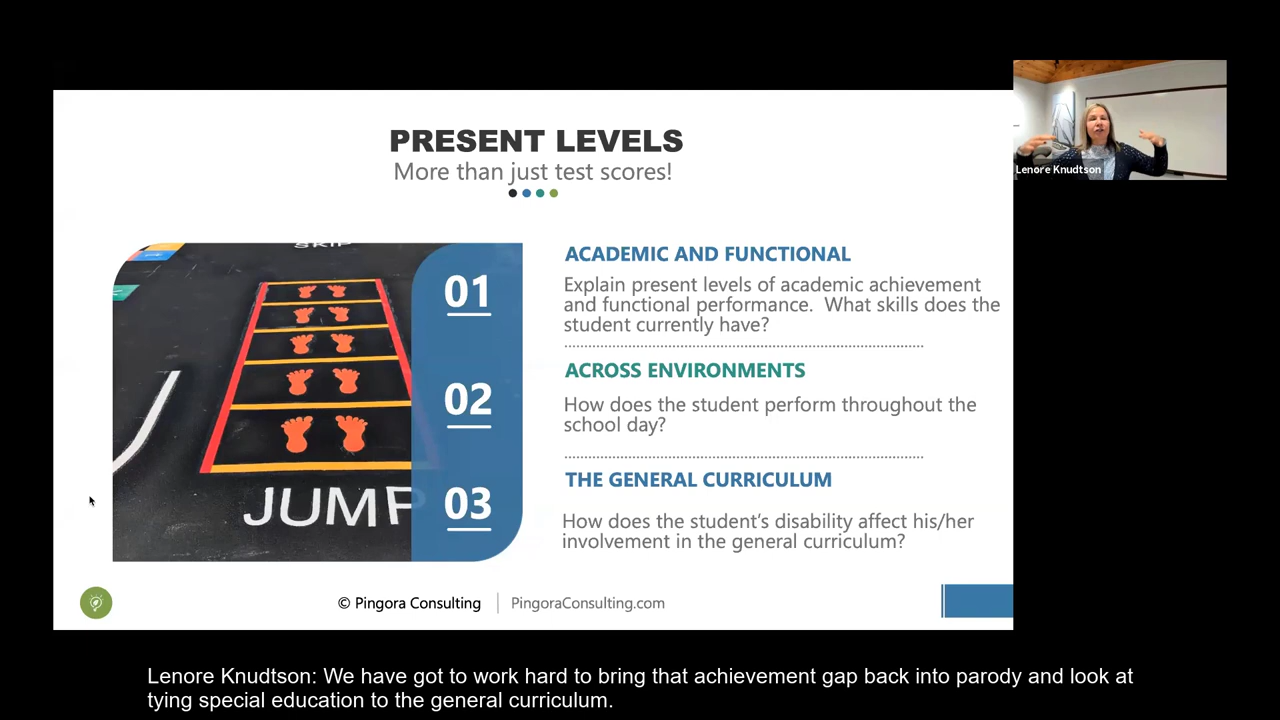 PRESENT LEVELS
More than just test scores!
Lenore Knudtson
SKIP
JUMP
01
ACADEMIC AND FUNCTIONAL
Explain present levels of academic achievement
and functional performance.  What skills does the
student currently have?
02
ACROSS ENVIRONMENTS
How does the student perform throughout the
school day?
03
THE GENERAL CURRICULUM
How does the student’s disability affect his/her
involvement in the general curriculum?
© Pingora Consulting
PingoraConsulting.com
Lenore Knudtson: We have got to work hard to bring that achievement gap back into parody and look at
tying special education to the general curriculum.